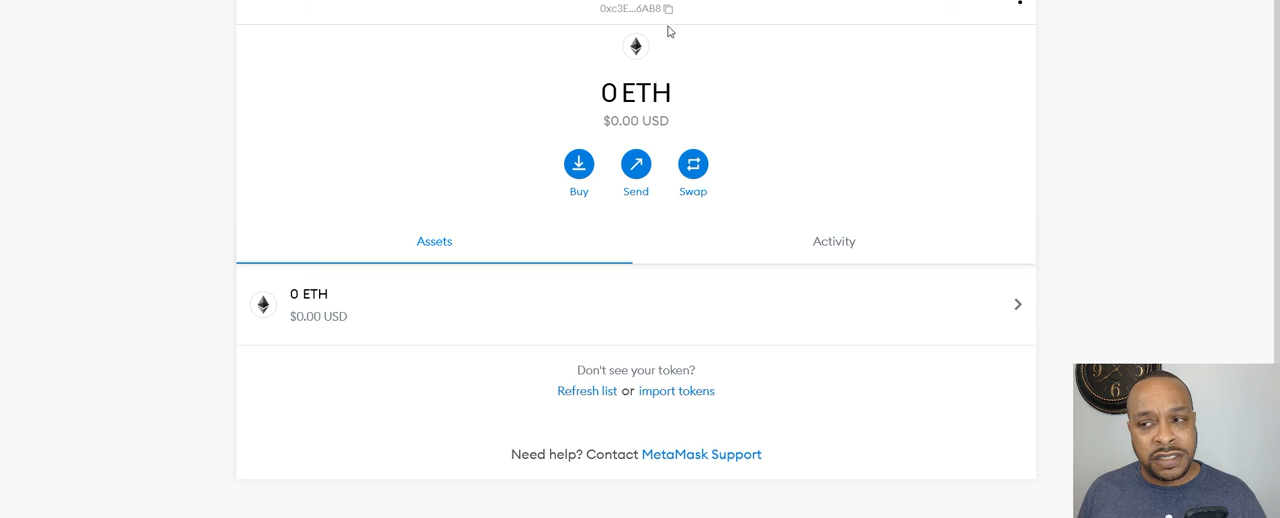 0xc3E...6AB8
0 ETH
$0.00 USD
Buy Send Swap
Assets Activity
0 ETH
$0.00 USD
Don't see your token?
Refresh list or import tokens
Need help? Contact MetaMask Support